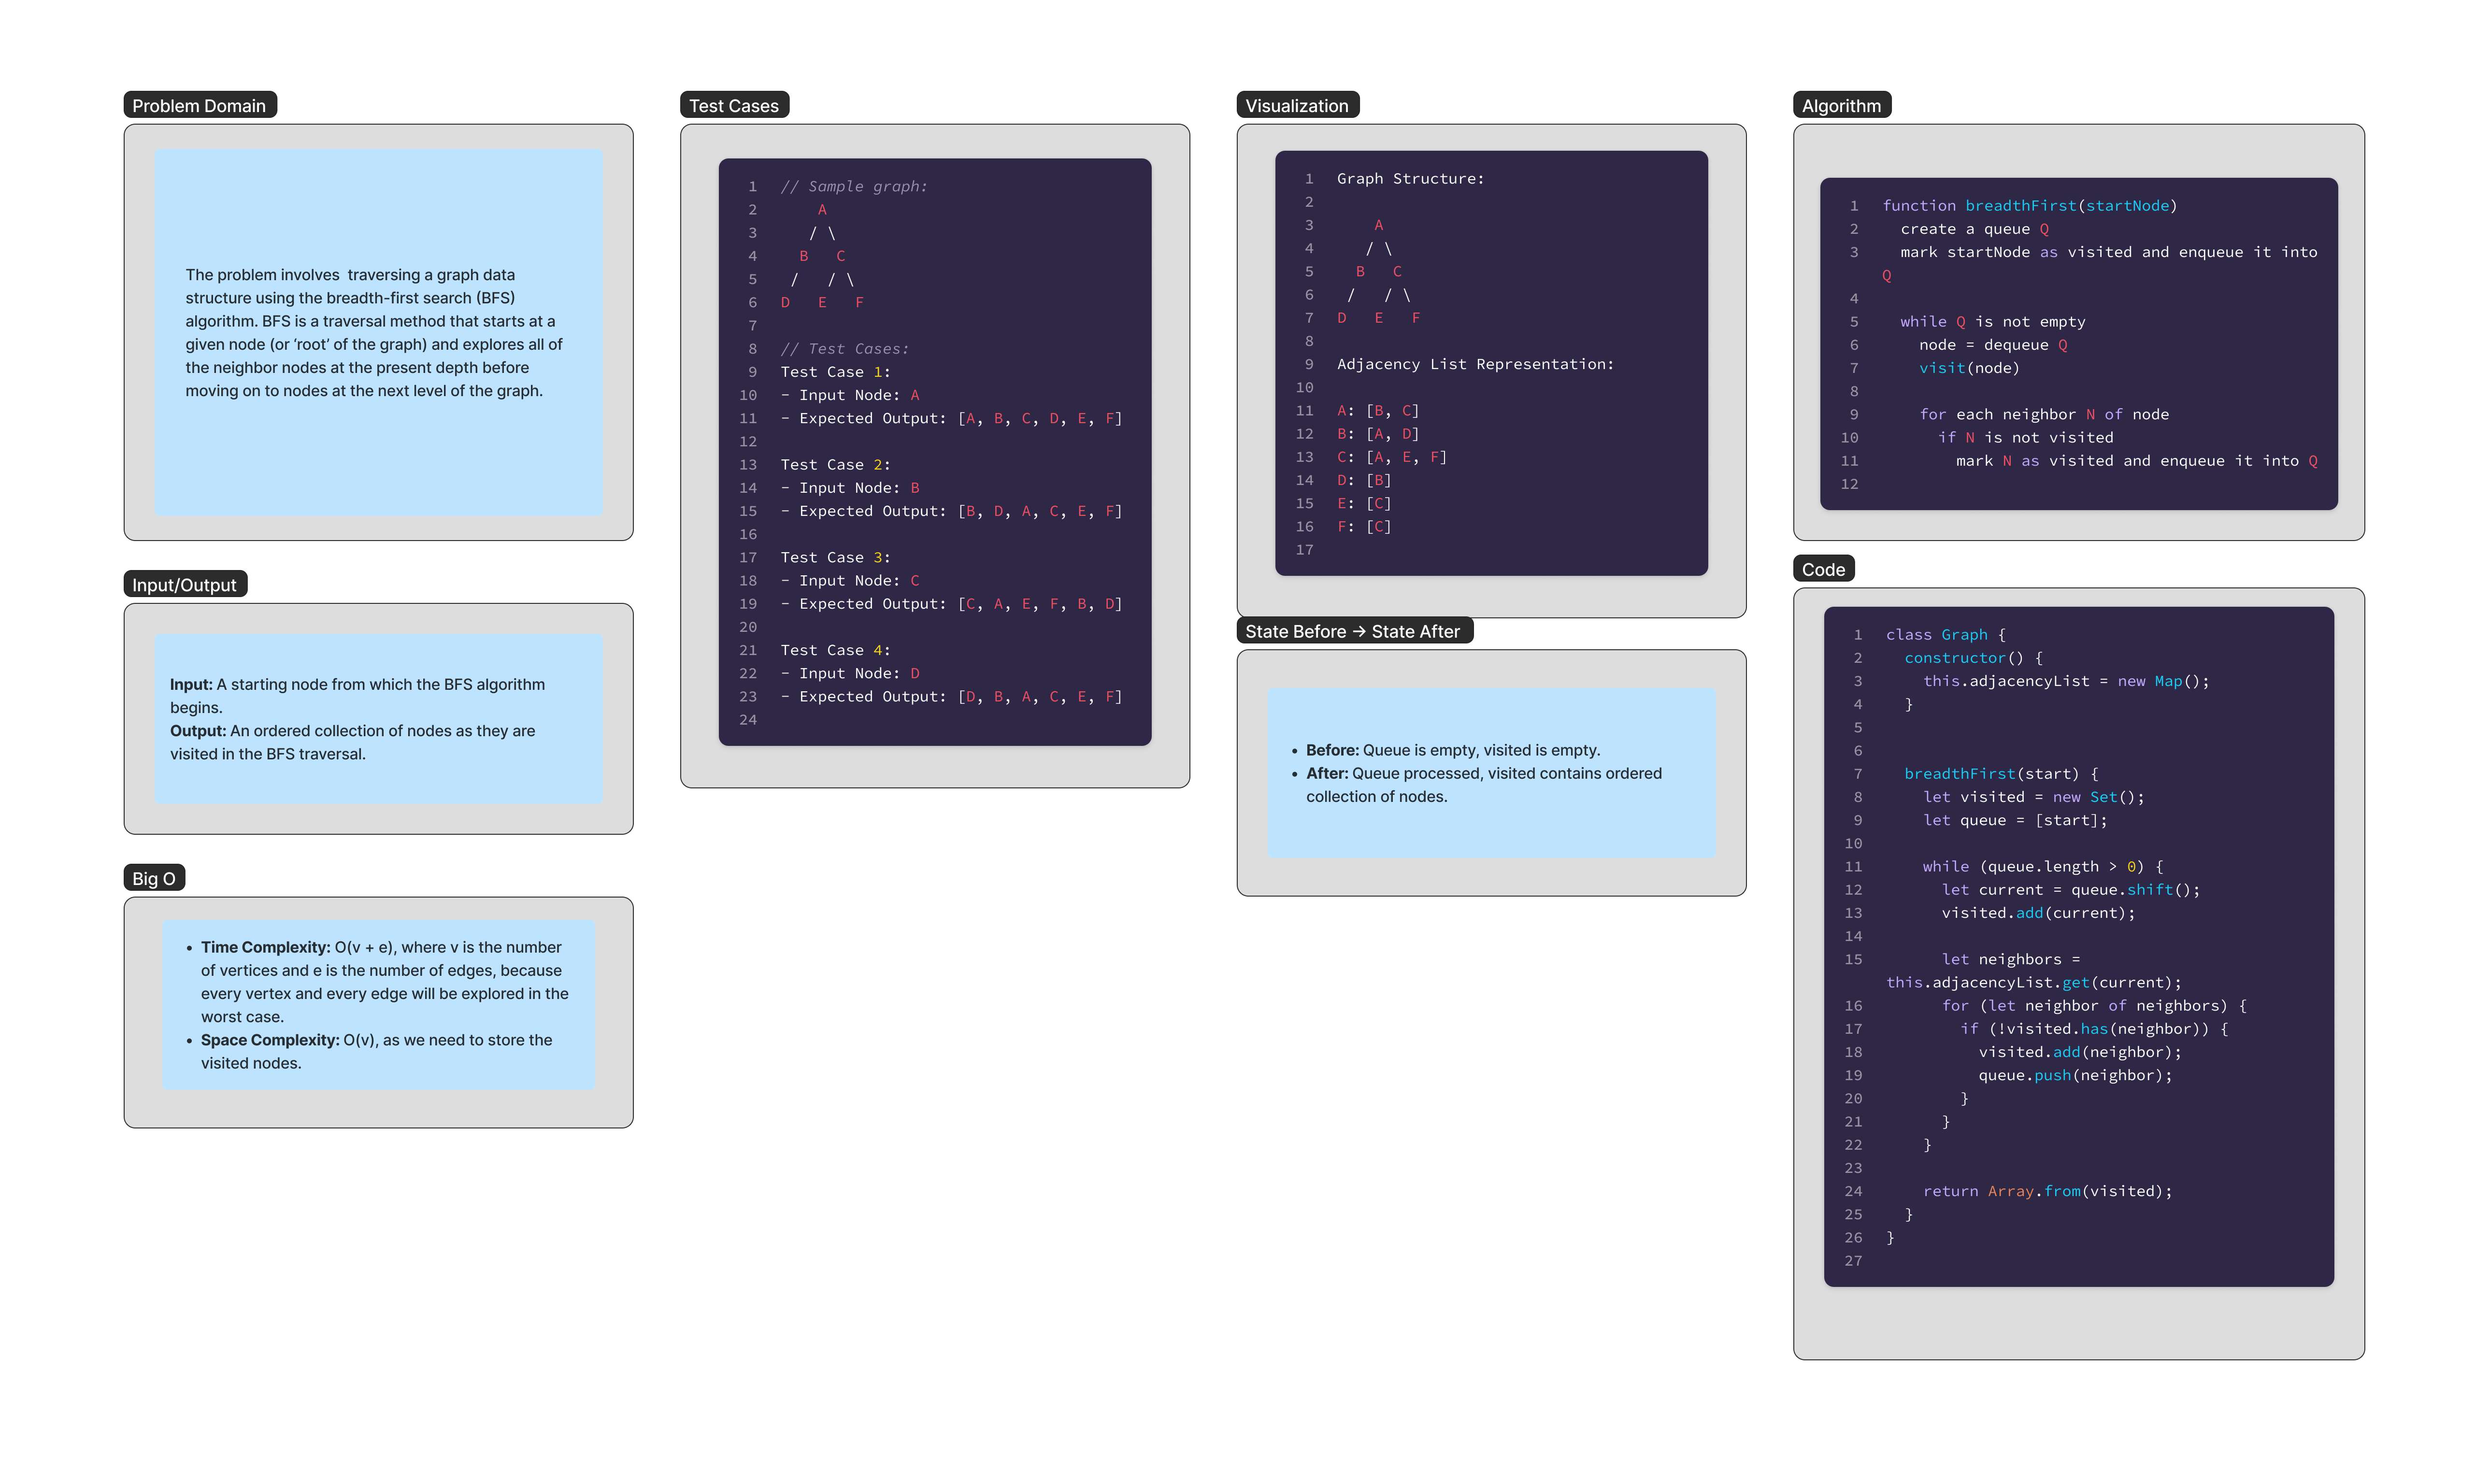 Problem Domain
The problem involves  traversing a graph data
structure using the breadth-first search (BFS)
algorithm. BFS is a traversal method that starts at a
given node (or ‘root’ of the graph) and explores all of
the neighbor nodes at the present depth before
moving on to nodes at the next level of the graph.
Input/Output
Input: A starting node from which the BFS algorithm
begins.
Output: An ordered collection of nodes as they are
visited in the BFS traversal.
Big O
• Time Complexity: O(v + e), where v is the number
of vertices and e is the number of edges, because
every vertex and every edge will be explored in the
worst case.
• Space Complexity: O(v), as we need to store the
visited nodes.
Test Cases
1 // Sample graph:
2     A
3    / \
4   B   C
5  /   / \
6 D   E   F
7
8 // Test Cases:
9 Test Case 1:
10 - Input Node: A
11 - Expected Output: [A, B, C, D, E, F]
12
13 Test Case 2:
14 - Input Node: B
15 - Expected Output: [B, D, A, C, E, F]
16
17 Test Case 3:
18 - Input Node: C
19 - Expected Output: [C, A, E, F, B, D]
20
21 Test Case 4:
22 - Input Node: D
23 - Expected Output: [D, B, A, C, E, F]
24
Visualization
1 Graph Structure:
2
3     A
4    / \
5   B   C
6  /   / \
7 D   E   F
8
9 Adjacency List Representation:
10
11 A: [B, C]
12 B: [A, D]
13 C: [A, E, F]
14 D: [B]
15 E: [C]
16 F: [C]
17
State Before → State After
• Before: Queue is empty, visited is empty.
• After: Queue processed, visited contains ordered
collection of nodes.
Algorithm
1 function breadthFirst(startNode)
2   create a queue Q
3   mark startNode as visited and enqueue it into
Q
4
5   while Q is not empty
6     node = dequeue Q
7     visit(node)
8
9     for each neighbor N of node
10       if N is not visited
11         mark N as visited and enqueue it into Q
12
Code
1 class Graph {
2   constructor() {
3     this.adjacencyList = new Map();
4   }
5
6
7   breadthFirst(start) {
8     let visited = new Set();
9     let queue = [start];
10
11     while (queue.length > 0) {
12       let current = queue.shift();
13       visited.add(current);
14
15       let neighbors =
this.adjacencyList.get(current);
16       for (let neighbor of neighbors) {
17         if (!visited.has(neighbor)) {
18           visited.add(neighbor);
19           queue.push(neighbor);
20         }
21       }
22     }
23
24     return Array.from(visited);
25   }
26 }
27